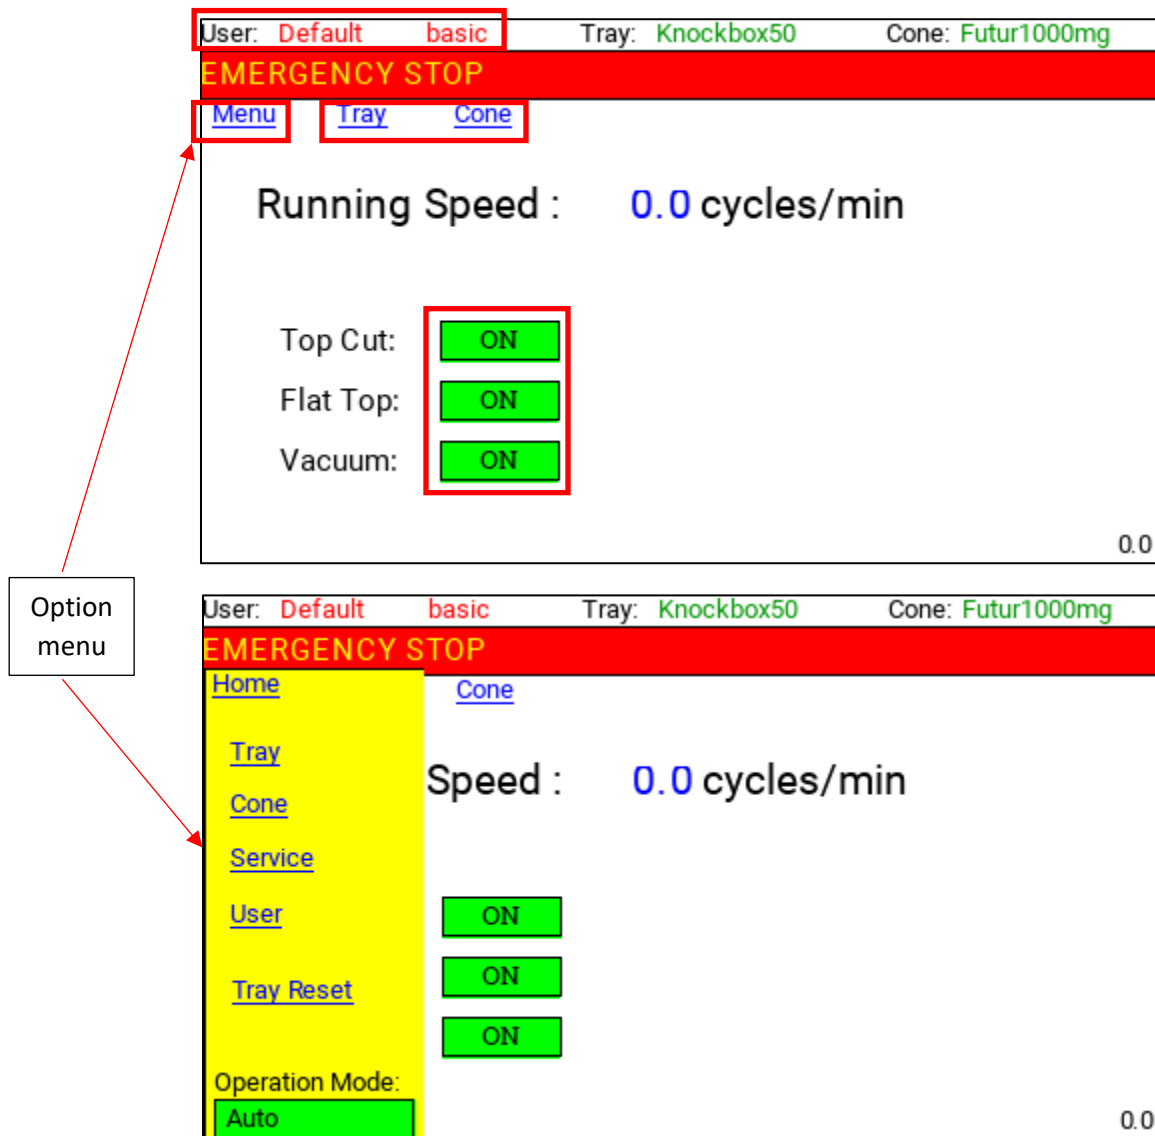 User: Default basic Tray: Knockbox50 Cone: Futur1000mg
EMERGENCY STOP
Menu Tray Cone
Running Speed : 0.0 cycles/min
Top Cut: ON
Flat Top: ON
Vacuum: ON
0.0
Option
menu
User: Default basic Tray: Knockbox50 Cone: Futur1000mg
EMERGENCY STOP
Home Cone
Tray
Speed : 0.0 cycles/min
Cone
Service
User ON
Tray Reset ON
ON
Operation Mode:
Auto 0.0